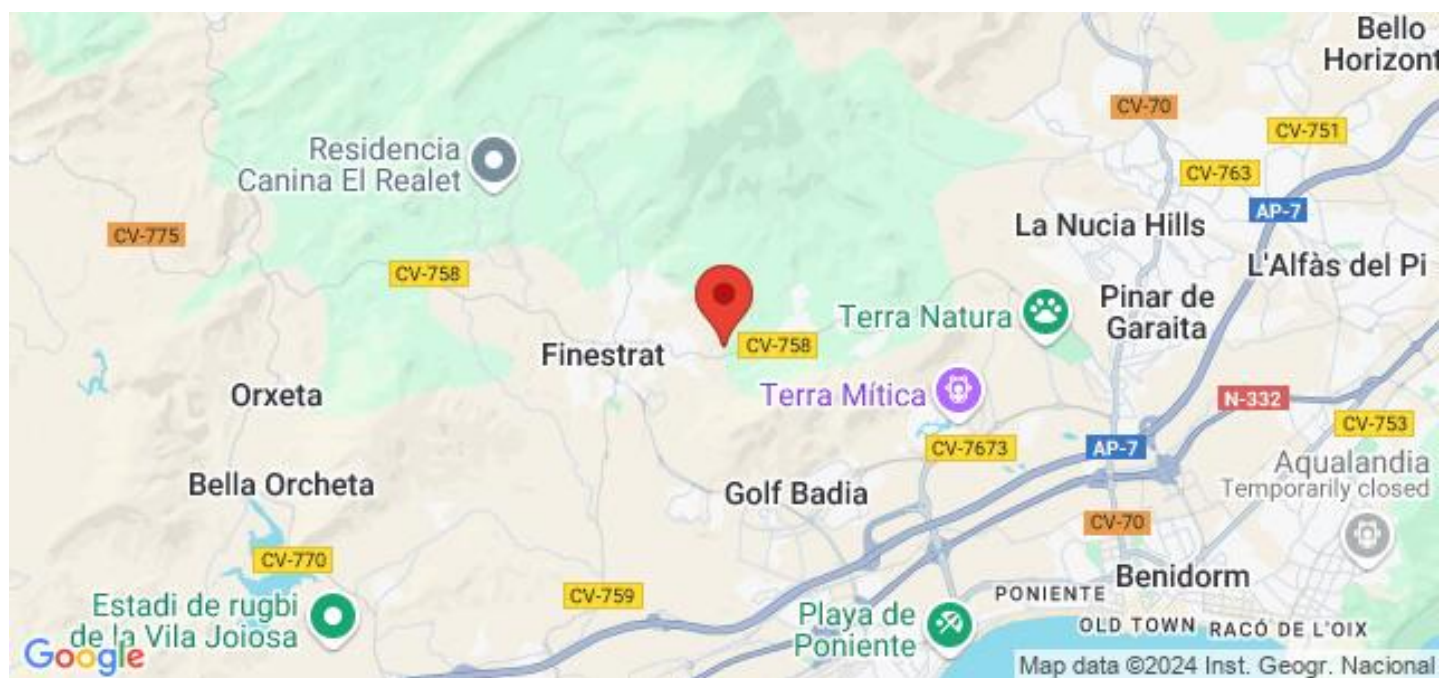 Bello
Horizont
CV-70
CV-751
Residencia
Canina El Realet
CV-763
AP-7
La Nucia Hills
CV-775
L'Alfàs del Pi
CV-758
Pinar de
Garaita
Terra Natura
CV-758
Finestrat
Orxeta
Terra Mítica
N-332
CV-753
CV-7673
AP-7
Aqualandia
Temporarily closed
Bella Orcheta
Golf Badia
CV-70
CV-770
Benidorm
CV-759
PONIENTE
Estadi de rugbi
de la Vila Joiosa
Playa de
Poniente
OLD TOWN
RACÓ DE L'OIX
Google
Map data ©2024 Inst. Geogr. Nacional